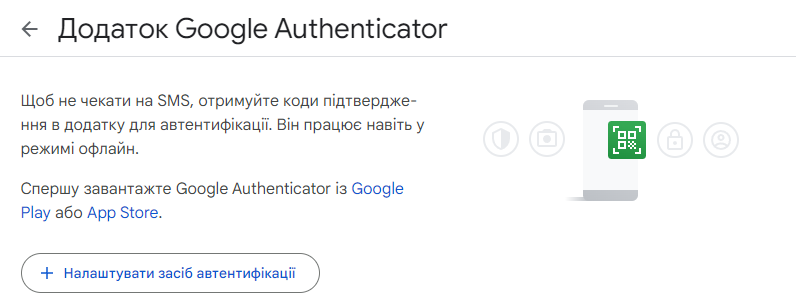 Додаток Google Authenticator
Щоб не чекати на SMS, отримуйте коди підтвердже-
ння в додатку для автентифікації. Він працює навіть у
режимі офлайн.
Спершу завантажте Google Authenticator із Google
Play або App Store.
+ Налаштувати засіб автентифікації